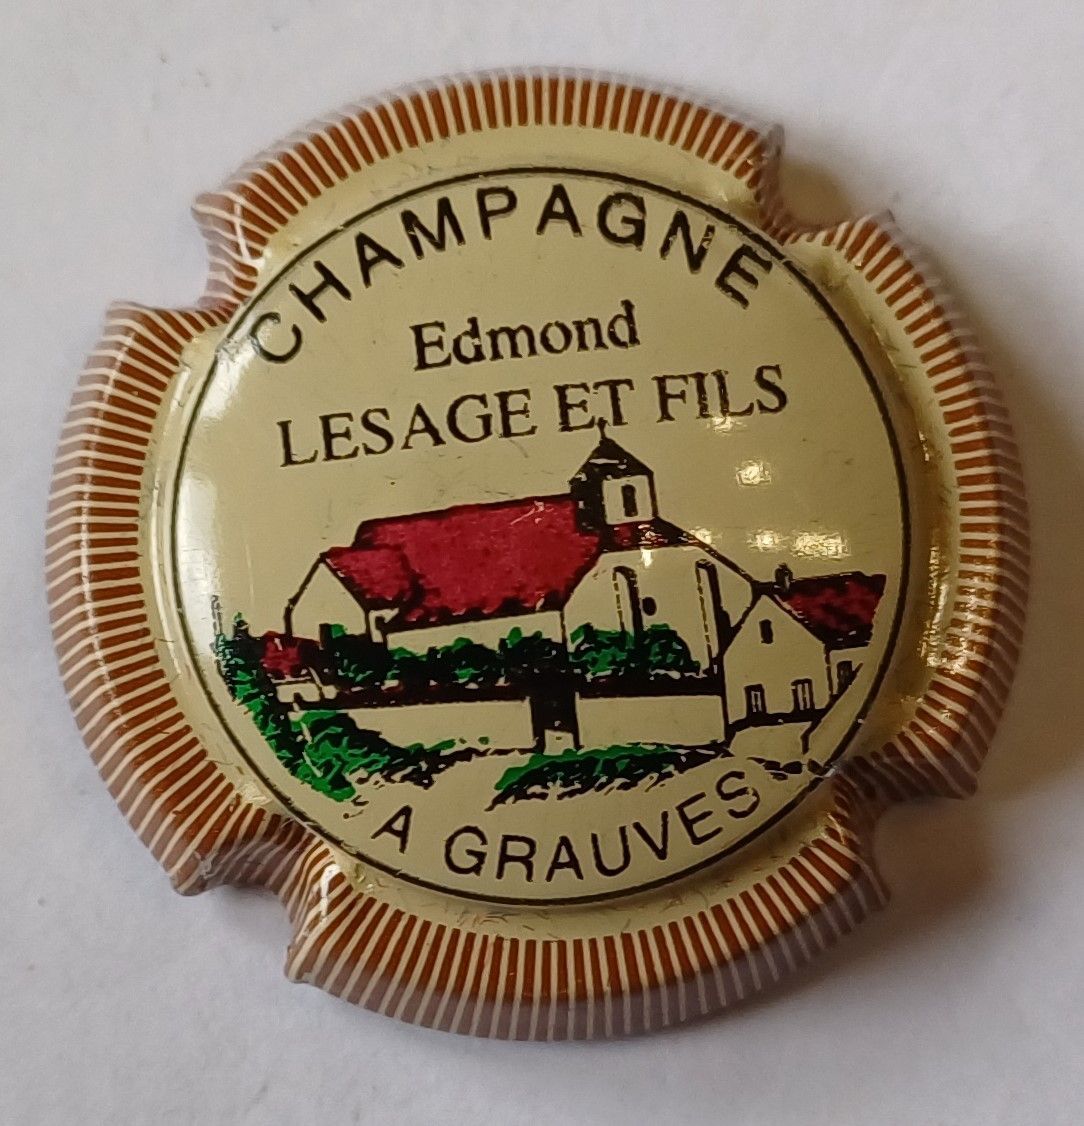 CHAMPAGNE
Edmond
LESAGE ET FILS
A GRAUVES